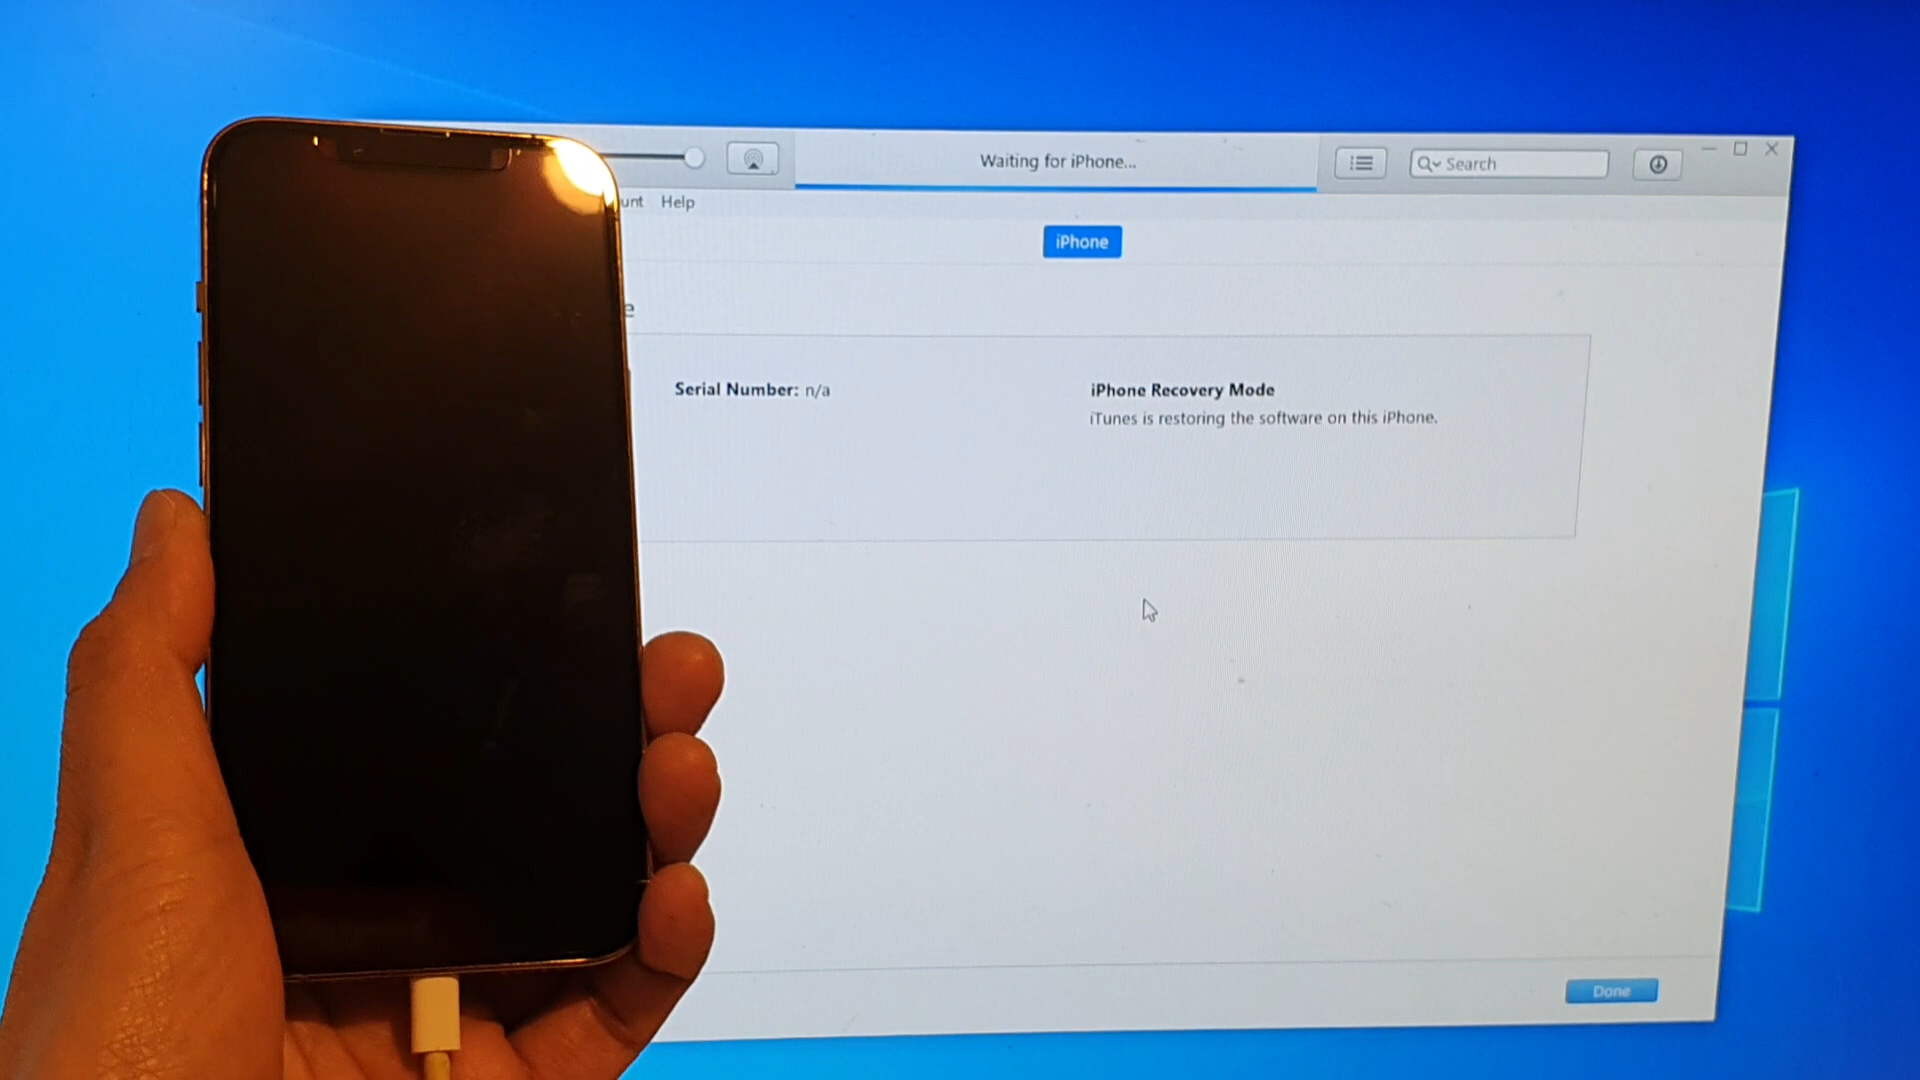 Waiting for iPhone...
Search
unt Help
iPhone
e
Serial Number: n/a
iPhone Recovery Mode
iTunes is restoring the software on this iPhone.
Done